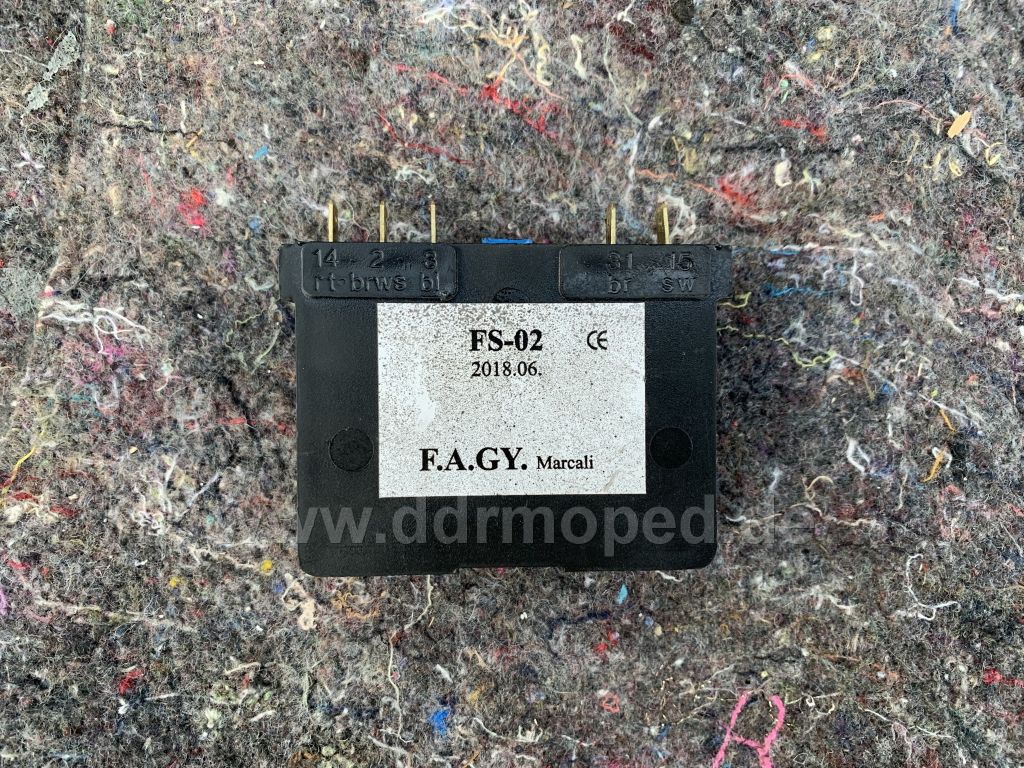 14 2 3
rt-brws bl
31 15
br sw
FS-02 CE
2018.06.
F.A.GY. Marcali
www.ddrmoped.de
R